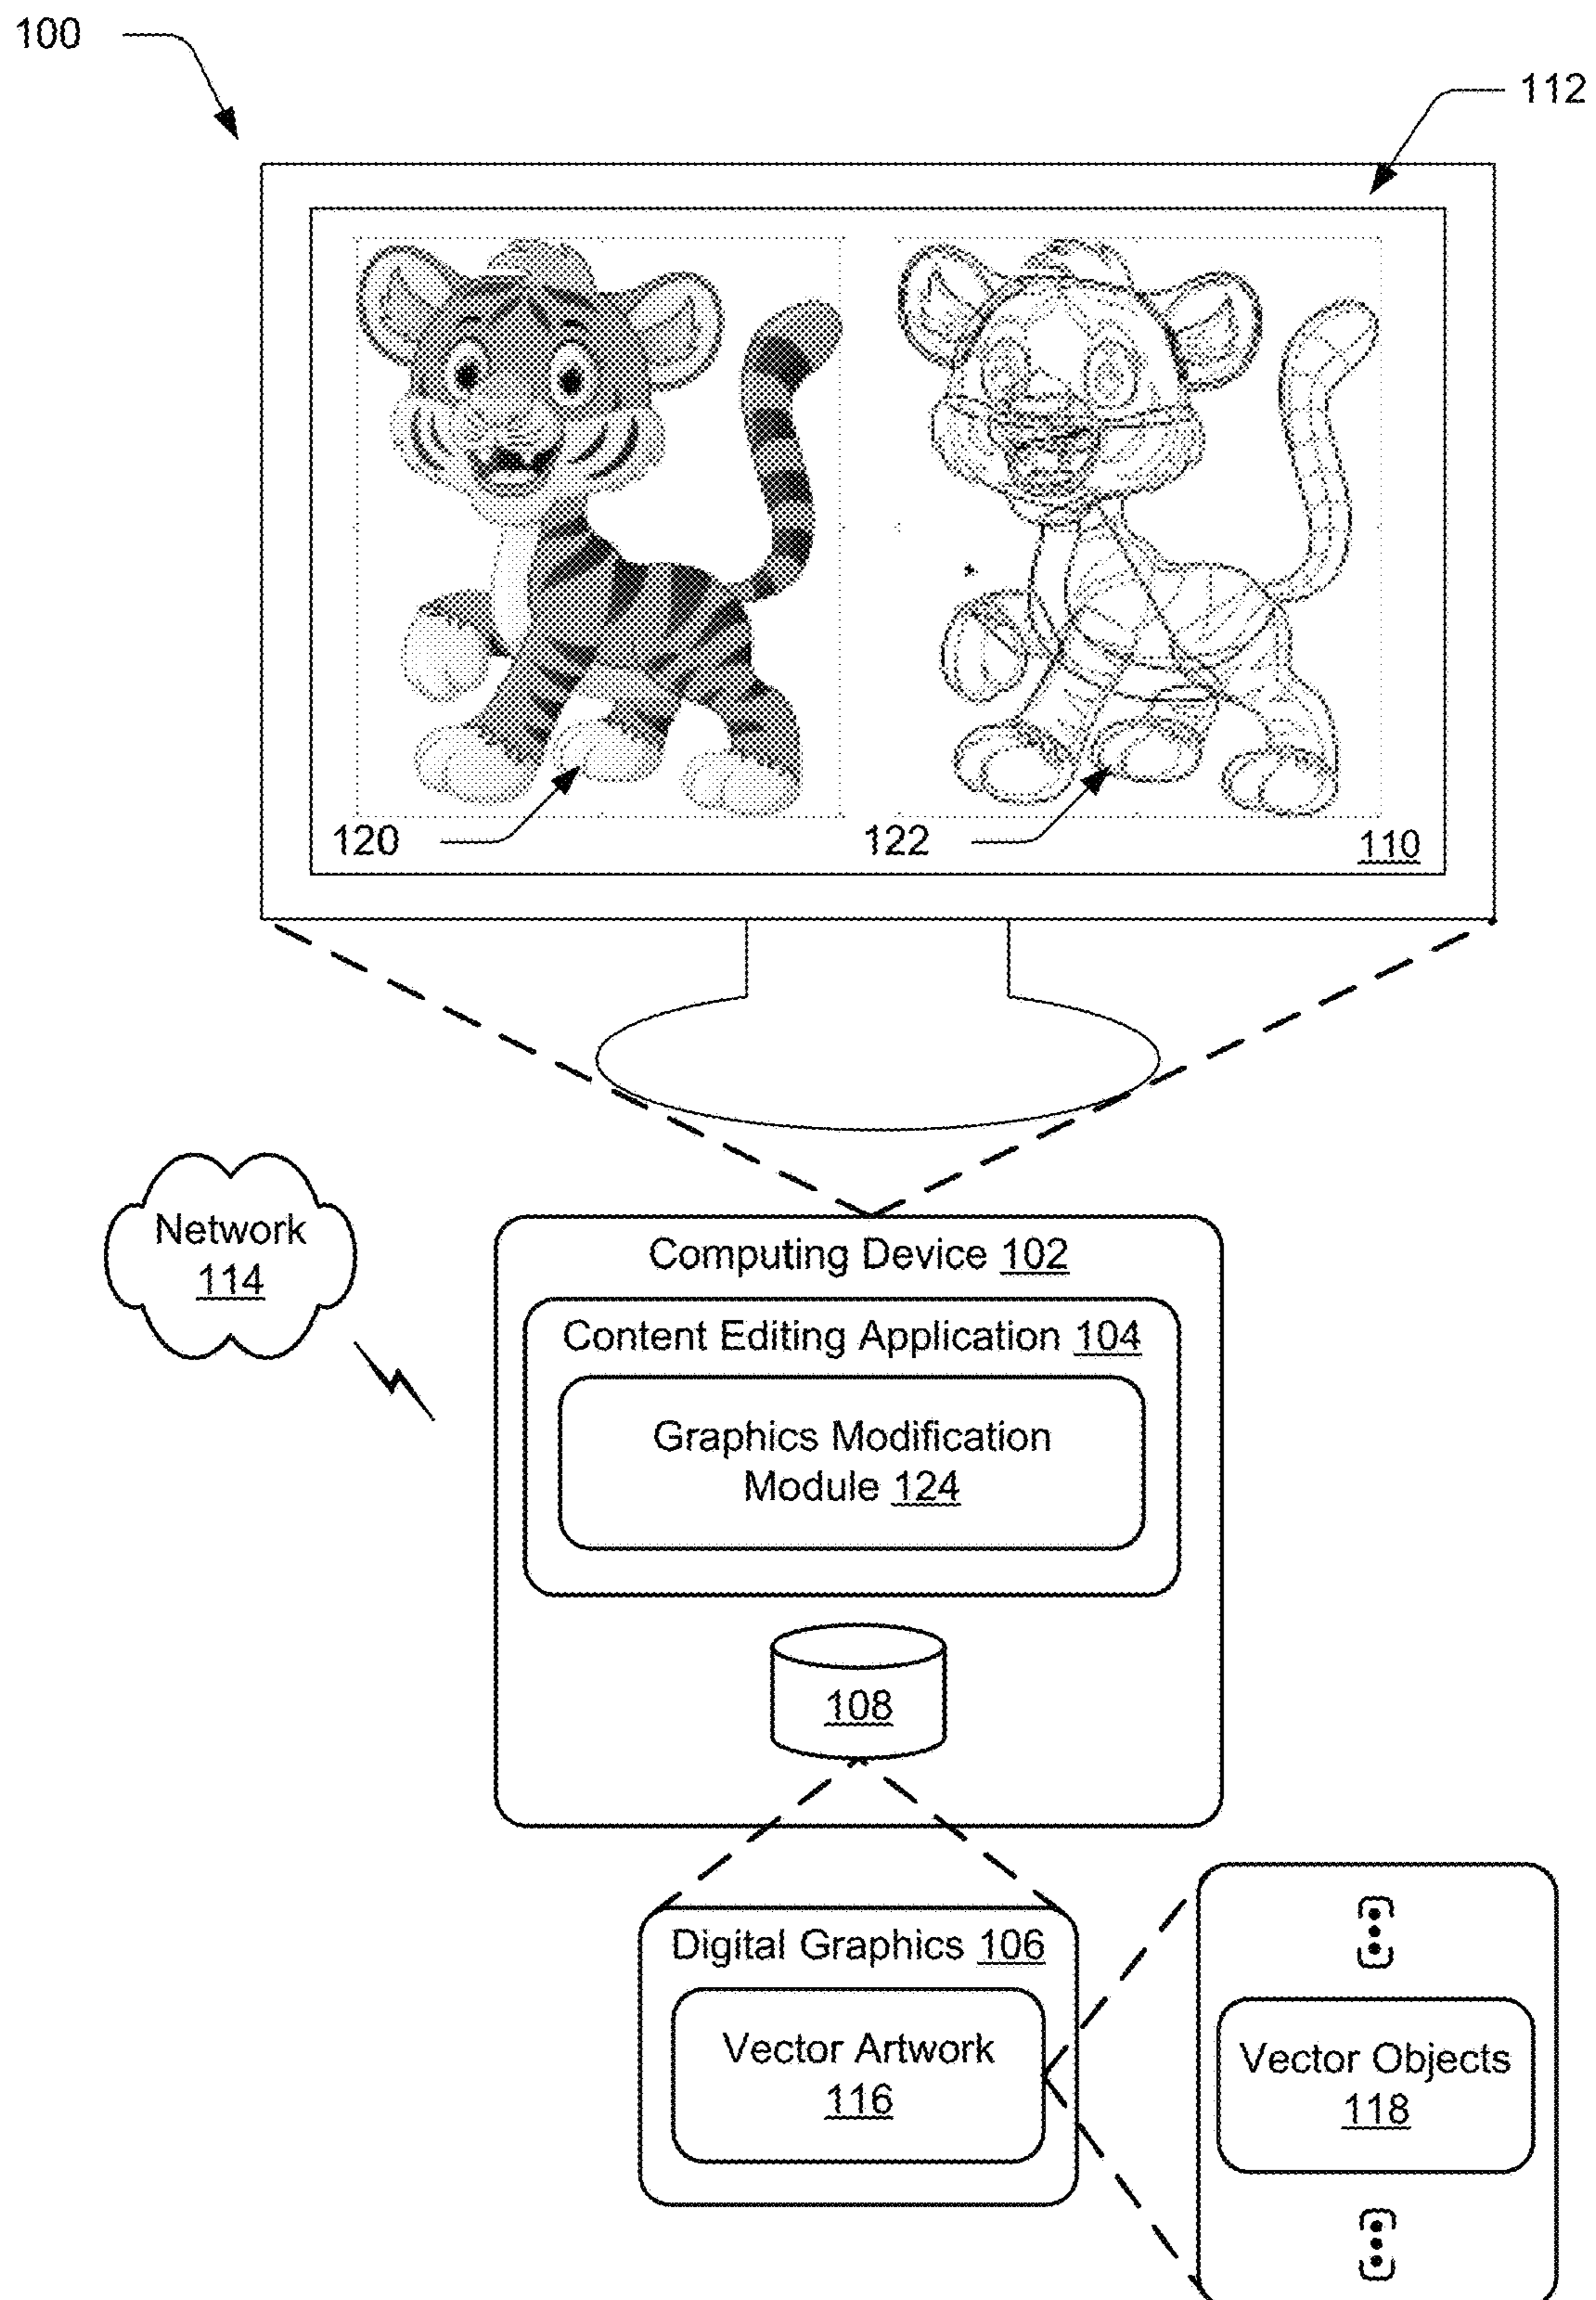 100
112
120
122
110
Network
114
Computing Device 102
Content Editing Application 104
Graphics Modification
Module 124
108
Digital Graphics 106
Vector Artwork
116
Vector Objects
118